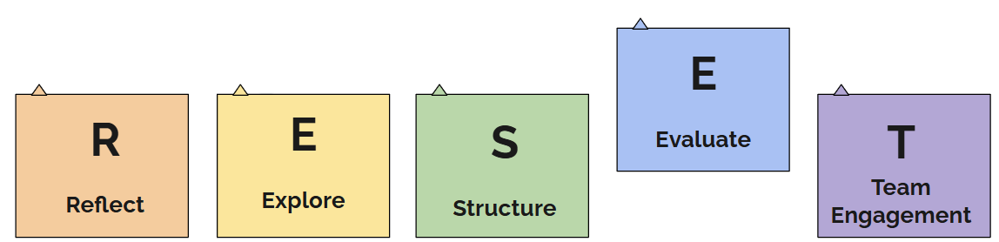 R
Reflect
E
Explore
S
Structure
E
Evaluate
T
Team
Engagement